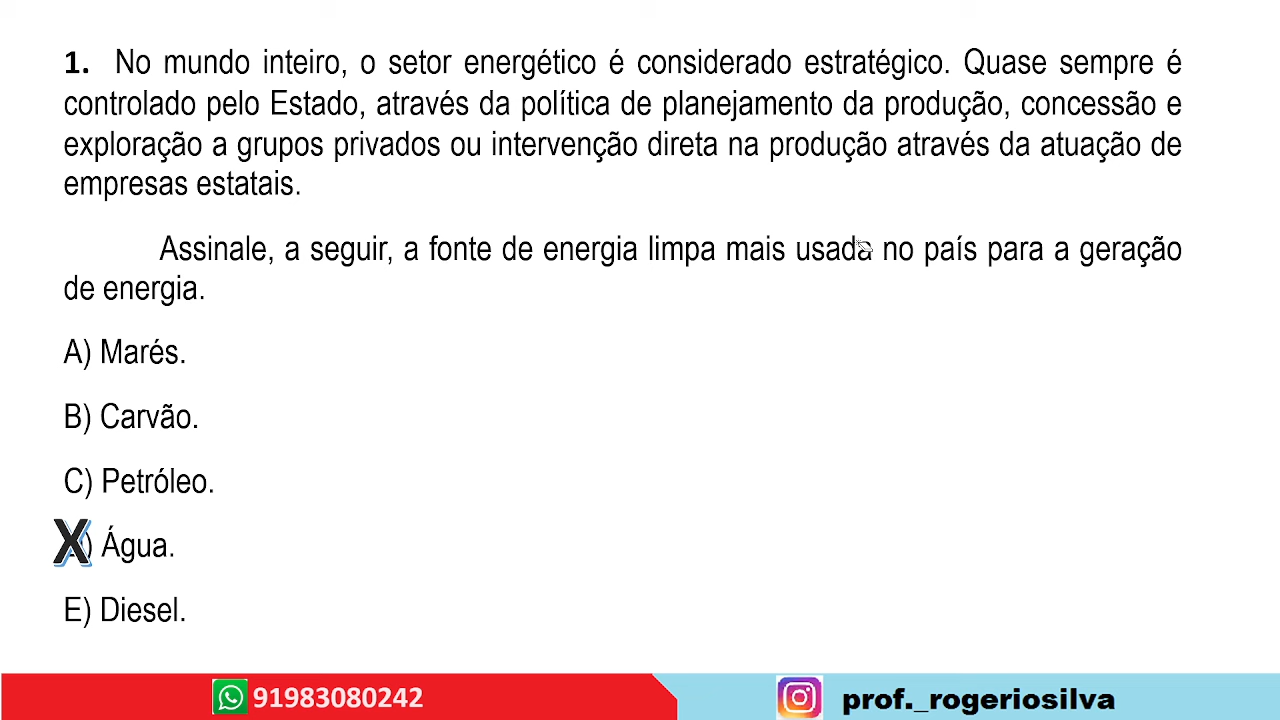 1. No mundo inteiro, o setor energético é considerado estratégico. Quase sempre é
controlado pelo Estado, através da política de planejamento da produção, concessão e
exploração a grupos privados ou intervenção direta na produção através da atuação de
empresas estatais.
Assinale, a seguir, a fonte de energia limpa mais usada no país para a geração
de energia.
A) Marés.
B) Carvão.
C) Petróleo.
X) Água.
E) Diesel.
91983080242
prof._rogeriosilva